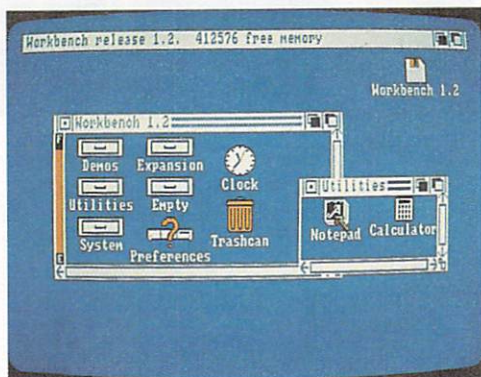 Workbench release 1.2. 412576 free memory
Workbench 1.2
Workbench 1.2
Demos Expansion
Clock
Utilities Empty
Trashcan
System
Preferences
Utilities
Notepad Calculator